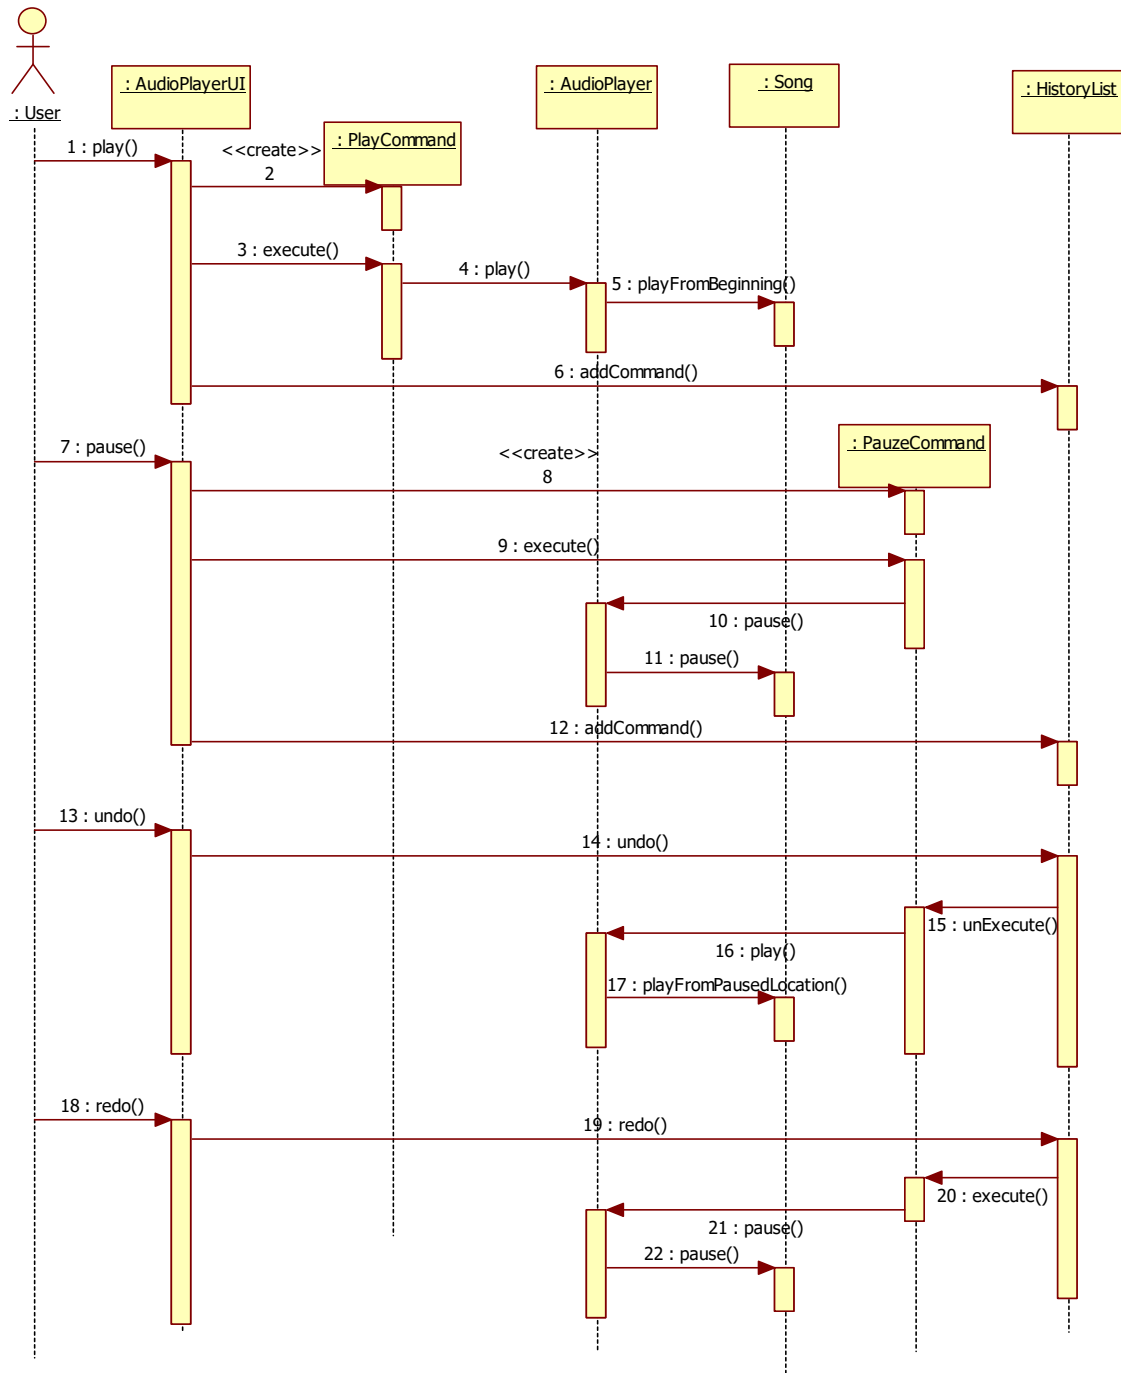 : User
: AudioPlayerUI
: AudioPlayer
: Song
: HistoryList
: PlayCommand
1 : play()
<<create>>
2
3 : execute()
4 : play()
5 : playFromBeginning()
6 : addCommand()
7 : pause()
<<create>>
8
: PauzeCommand
9 : execute()
10 : pause()
11 : pause()
12 : addCommand()
13 : undo()
14 : undo()
15 : unExecute()
16 : play()
17 : playFromPausedLocation()
18 : redo()
19 : redo()
20 : execute()
21 : pause()
22 : pause()